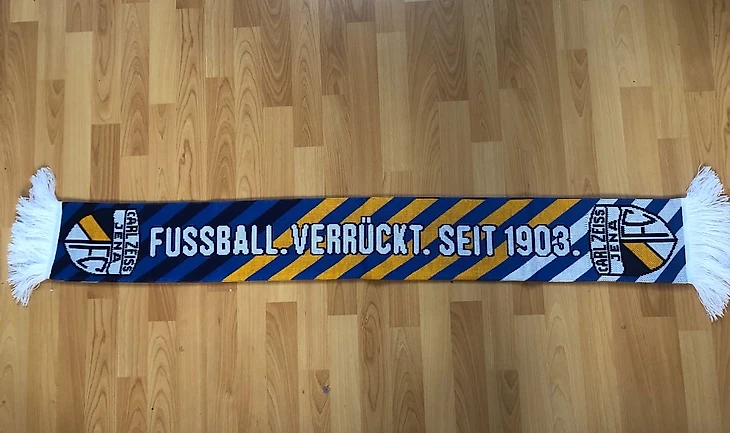 FC
CARL ZEISS
JENA
FUSSBALL. VERRÜCKT. SEIT 1903.
FC
CARL ZEISS
JENA